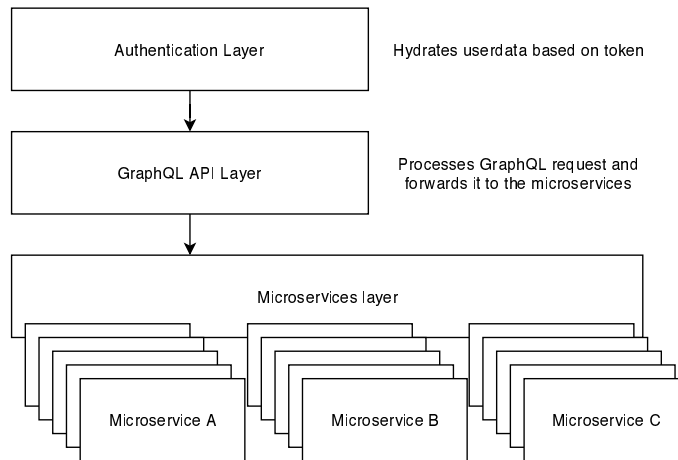 Authentication Layer
Hydrates userdata based on token
GraphQL API Layer
Processes GraphQL request and
forwards it to the microservices
Microservices layer
Microservice A
Microservice B
Microservice C